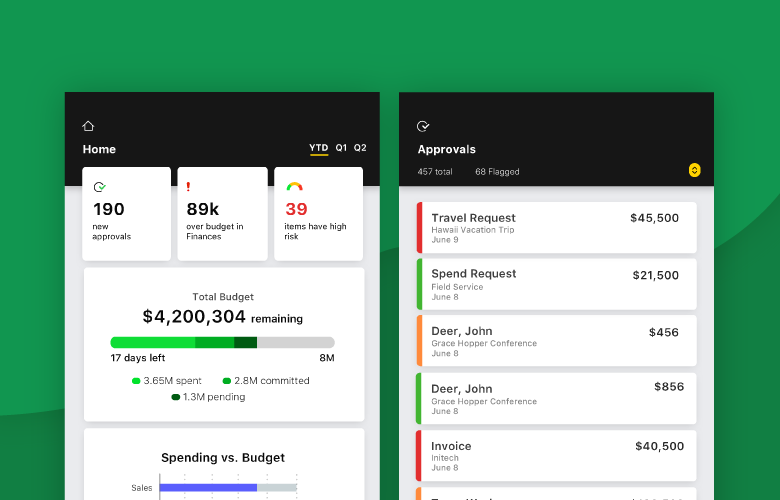 Home
YTD Q1 Q2
190
new
approvals
89k
over budget in
Finances
39
items have high
risk
Total Budget
$4,200,304 remaining
17 days left
8M
3.65M spent
2.8M committed
1.3M pending
Spending vs. Budget
Sales
Approvals
457 total
68 Flagged
Travel Request
$45,500
Hawaii Vacation Trip
June 9
Spend Request
$21,500
Field Service
June 8
Deer, John
$456
Grace Hopper Conference
June 8
Deer, John
$856
Grace Hopper Conference
June 8
Invoice
$40,500
Initech
June 8